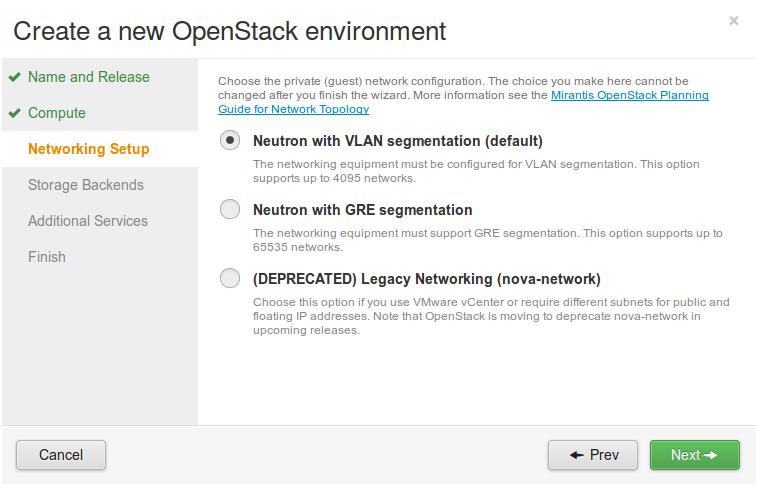 Create a new OpenStack environment
×
Name and Release
Compute
Networking Setup
Storage Backends
Additional Services
Finish
Choose the private (guest) network configuration. The choice you make here cannot be
changed after you finish the wizard. More information see the Mirantis OpenStack Planning
Guide for Network Topology
Neutron with VLAN segmentation (default)
The networking equipment must be configured for VLAN segmentation. This option
supports up to 4095 networks.
Neutron with GRE segmentation
The networking equipment must support GRE segmentation. This option supports up to
65535 networks.
(DEPRECATED) Legacy Networking (nova-network)
Choose this option if you use VMware vCenter or require different subnets for public and
floating IP addresses. Note that OpenStack is moving to deprecate nova-network in
upcoming releases.
Cancel
Prev
Next